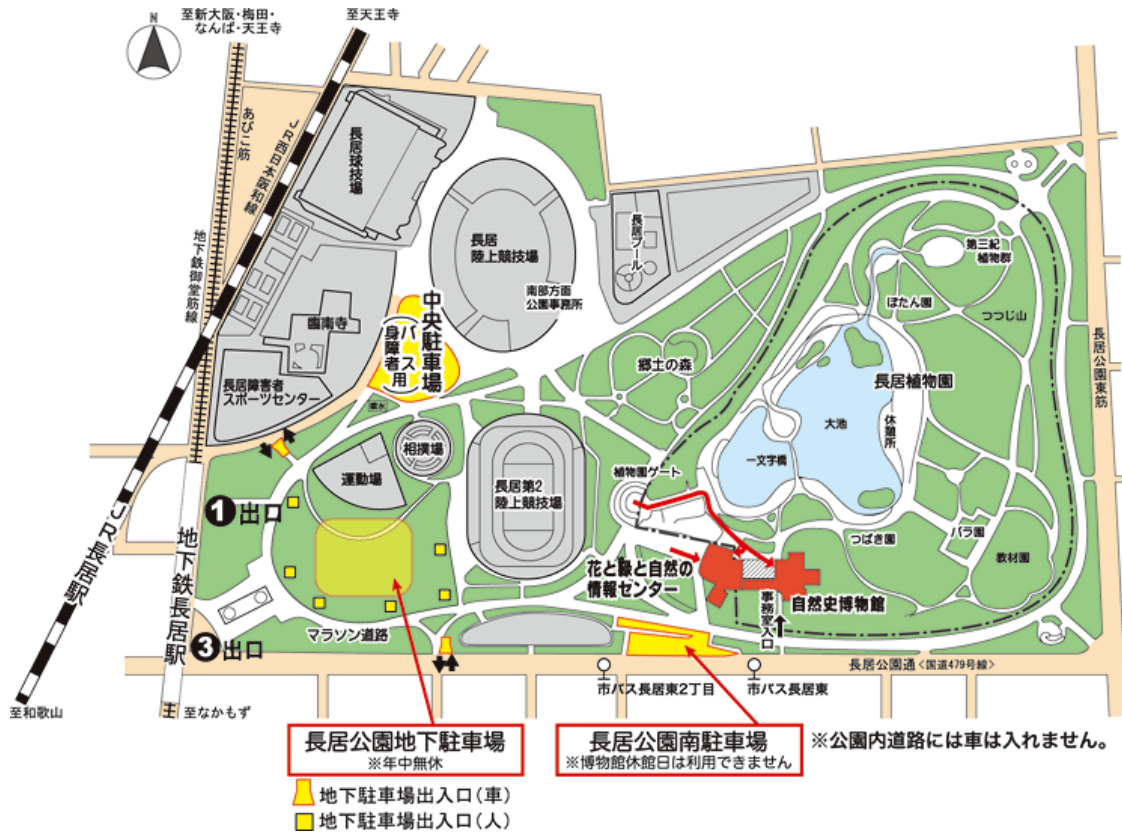 至新大阪・梅田・
なんば・天王寺
至天王寺
N
あびこ筋
JR西日本阪和線
地下鉄御堂筋線
長居球技場
長居
陸上競技場
南部方面
公園事務所
長居プール
第三紀
植物群
ぼたん園
つつじ山
長居公園東筋
臨南寺
中央駐車場
(バス
身障者用)
郷土の森
長居植物園
大池
休憩所
一文字橋
長居障害者
スポーツセンター
相撲場
運動場
長居第2
陸上競技場
植物園ゲート
つばき園
バラ園
教材園
1出口
地下鉄長居駅
JR長居駅
花と緑と自然の
情報センター
自然史博物館
事務室入口
マラソン道路
3出口
長居公園通<国道479号線>
市バス長居東2丁目
市バス長居東
至和歌山
至なかもず
長居公園地下駐車場
※年中無休
長居公園南駐車場
※博物館休館日は利用できません
※公園内道路には車は入れません。
地下駐車場出入口(車)
地下駐車場出入口(人)